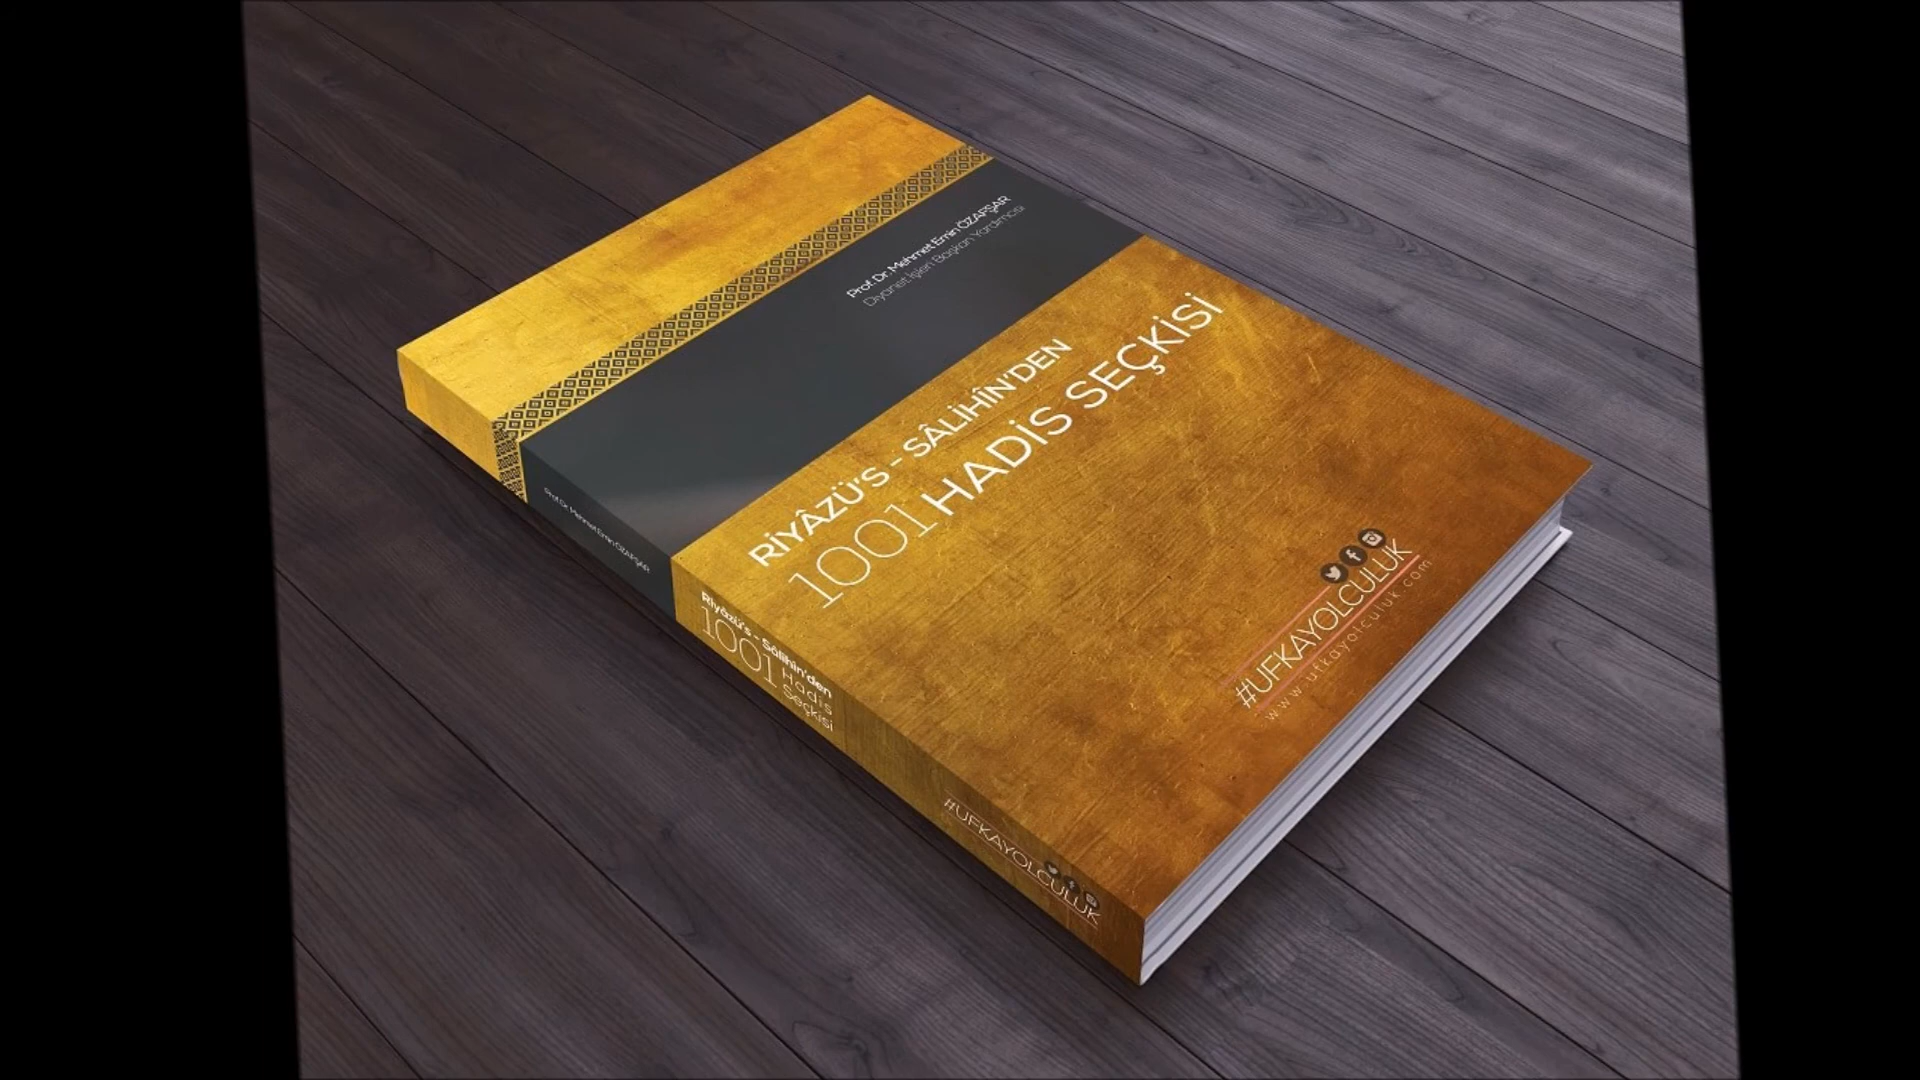 Prof. Dr. Mehmet Emin ÖZAFŞAR
Diyanet İşleri Başkan Yardımcısı
RİYÂZÜ'S - SÂLİHÎN'DEN
1001 HADİS SEÇKİSİ
#UFKAYOLCULUK
www.ufkayolculuk.com
Prof. Dr. Mehmet Emin ÖZAFŞAR
Riyâzü's - Sâlihîn'den
1001 Hadis
Seçkisi
#UFKAYOLCULUK